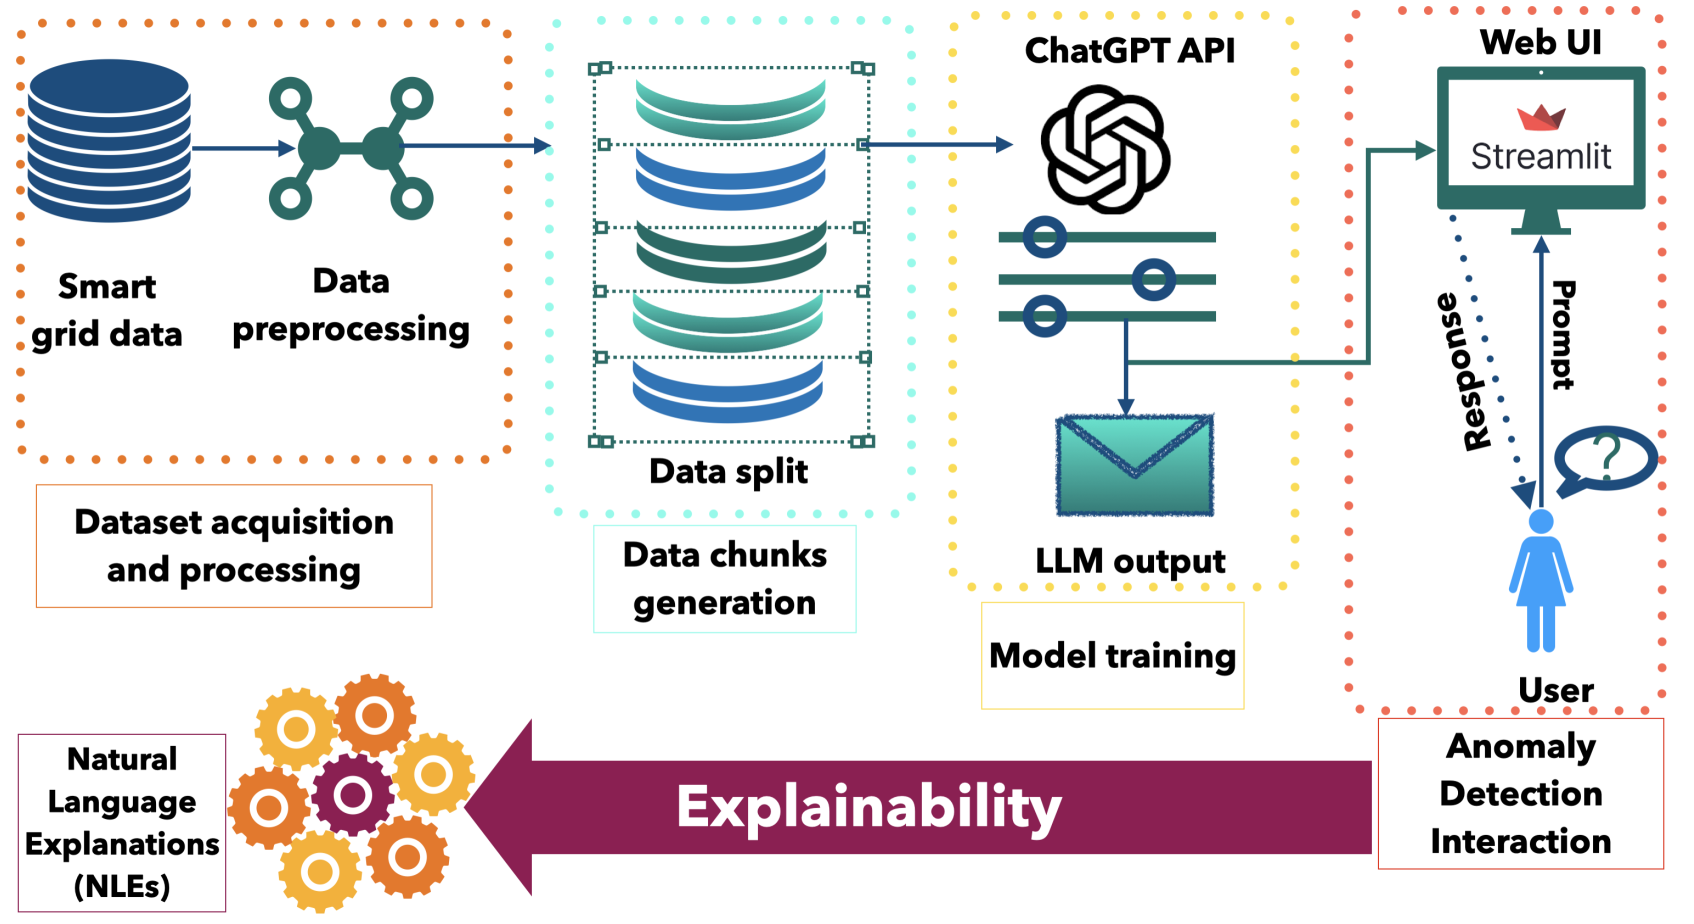 Smart
grid data
Data
preprocessing
Dataset acquisition
and processing
Data split
Data chunks
generation
ChatGPT API
LLM output
Model training
Web UI
Streamlit
Response
Prompt
?
User
Anomaly
Detection
Interaction
Explainability
Natural
Language
Explanations
(NLEs)